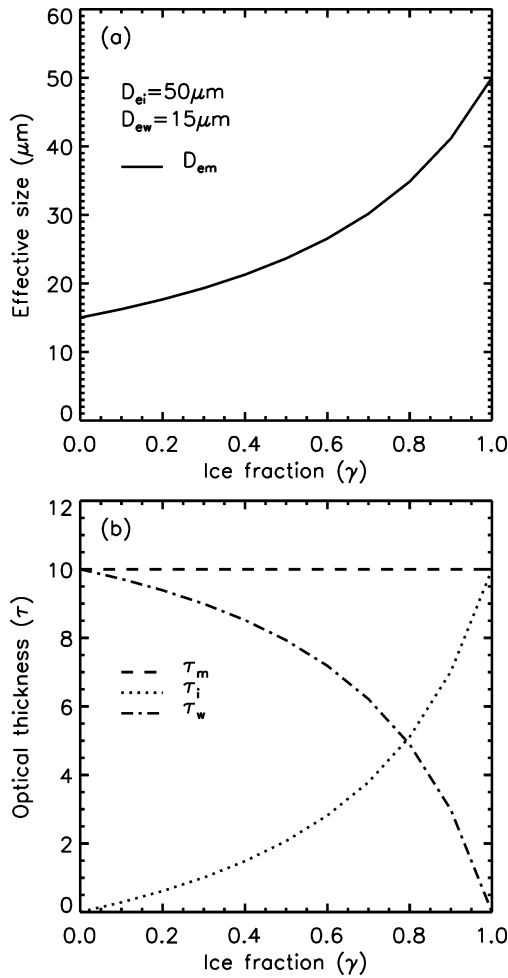 60
(a)
50
D_ei=50μm
D_ew=15μm
40
D_em
30
20
10
0
Effective size (μm)
0.0 0.2 0.4 0.6 0.8 1.0
Ice fraction (γ)
12
(b)
10
8
τ_m
τ_i
τ_w
6
4
2
0
Optical thickness (τ)
0.0 0.2 0.4 0.6 0.8 1.0
Ice fraction (γ)